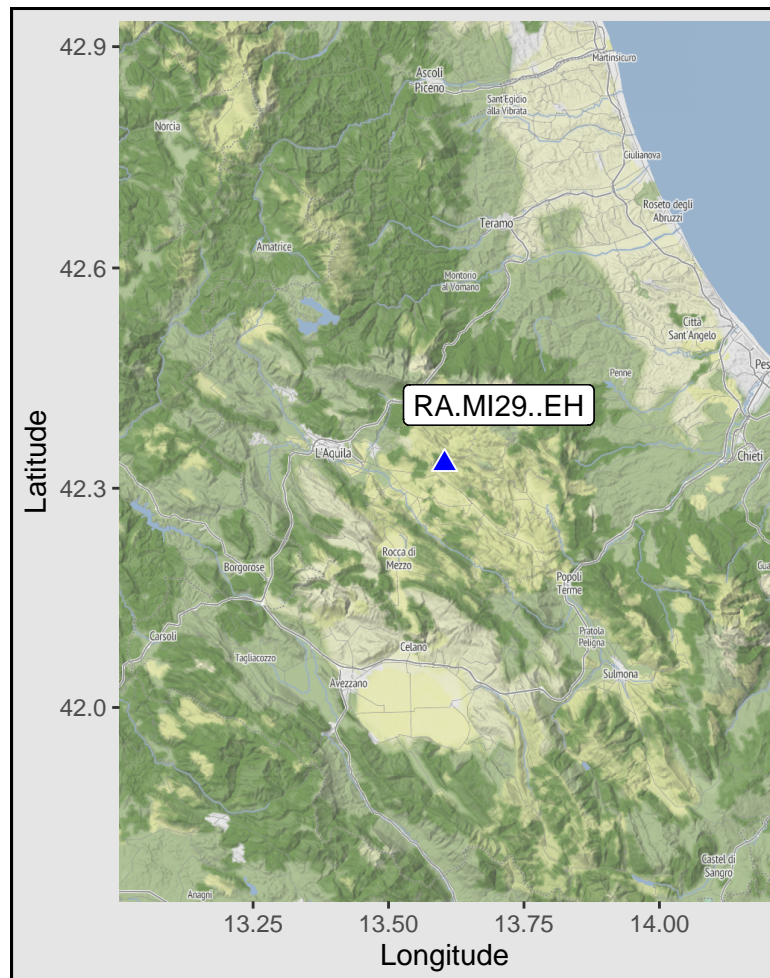 42.9
42.6
42.3
42.0
Latitude
13.25
13.50
13.75
14.00
Longitude
Martinsicuro
Ascoli
Piceno
Sant'Egidio
alla Vibrata
Norcia
Giulianova
Roseto degli
Abruzzi
Teramo
Amatrice
Montorio
al Vomano
Città
Sant'Angelo
Penne
Pes
RA.MI29..EH
L'Aquila
Chieti
Rocca di
Mezzo
Borgorose
Popoli
Terme
Gua
Carsoli
Pratola
Peligna
Celano
Tagliacozzo
Avezzano
Sulmona
Castel di
Sangro
Anagni